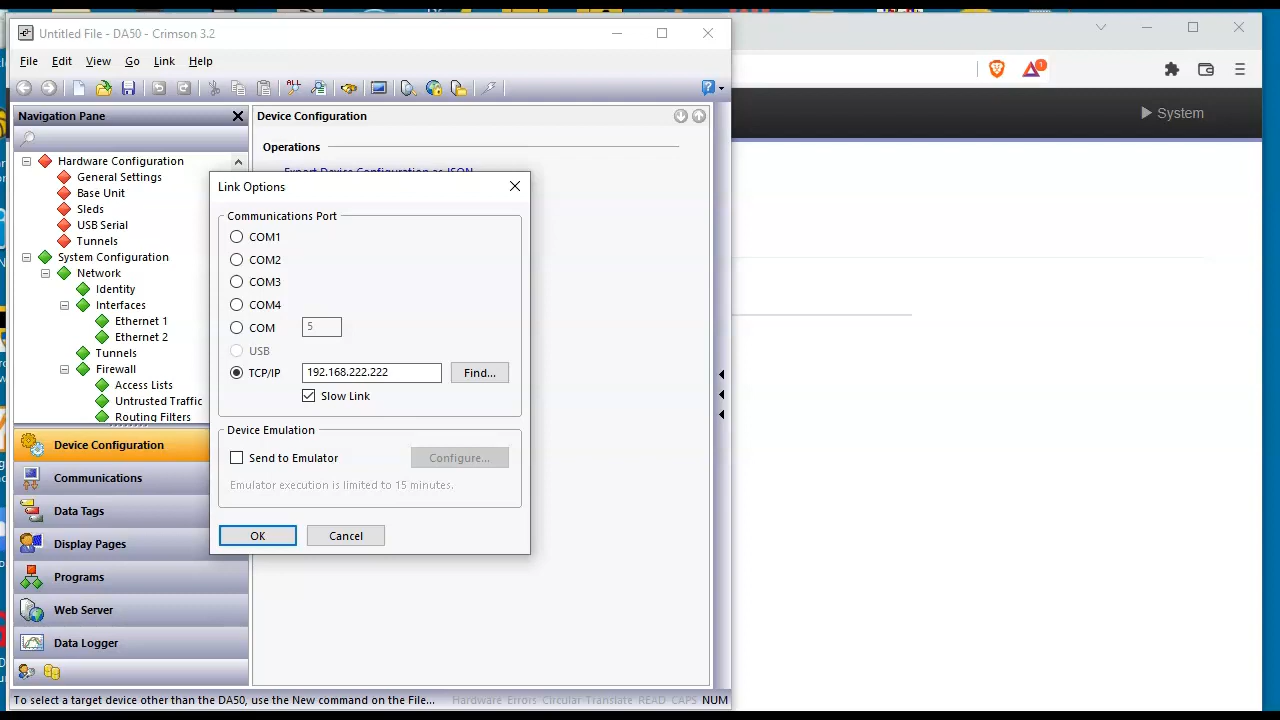 Untitled File - DA50 - Crimson 3.2
File Edit View Go Link Help
Navigation Pane
Device Configuration
System
Operations
Export Device Configuration as JSON
Hardware Configuration
General Settings
Base Unit
Sleds
USB Serial
Tunnels
System Configuration
Network
Identity
Interfaces
Ethernet 1
Ethernet 2
Tunnels
Firewall
Access Lists
Untrusted Traffic
Routing Filters
Device Configuration
Communications
Data Tags
Display Pages
Programs
Web Server
Data Logger
Link Options
Communications Port
COM1
COM2
COM3
COM4
COM 5
USB
TCP/IP 192.168.222.222 Find...
Slow Link
Device Emulation
Send to Emulator Configure...
Emulator execution is limited to 15 minutes.
OK Cancel
To select a target device other than the DA50, use the New command on the File... Hardware Errors Circular Translate READ CAPS NUM